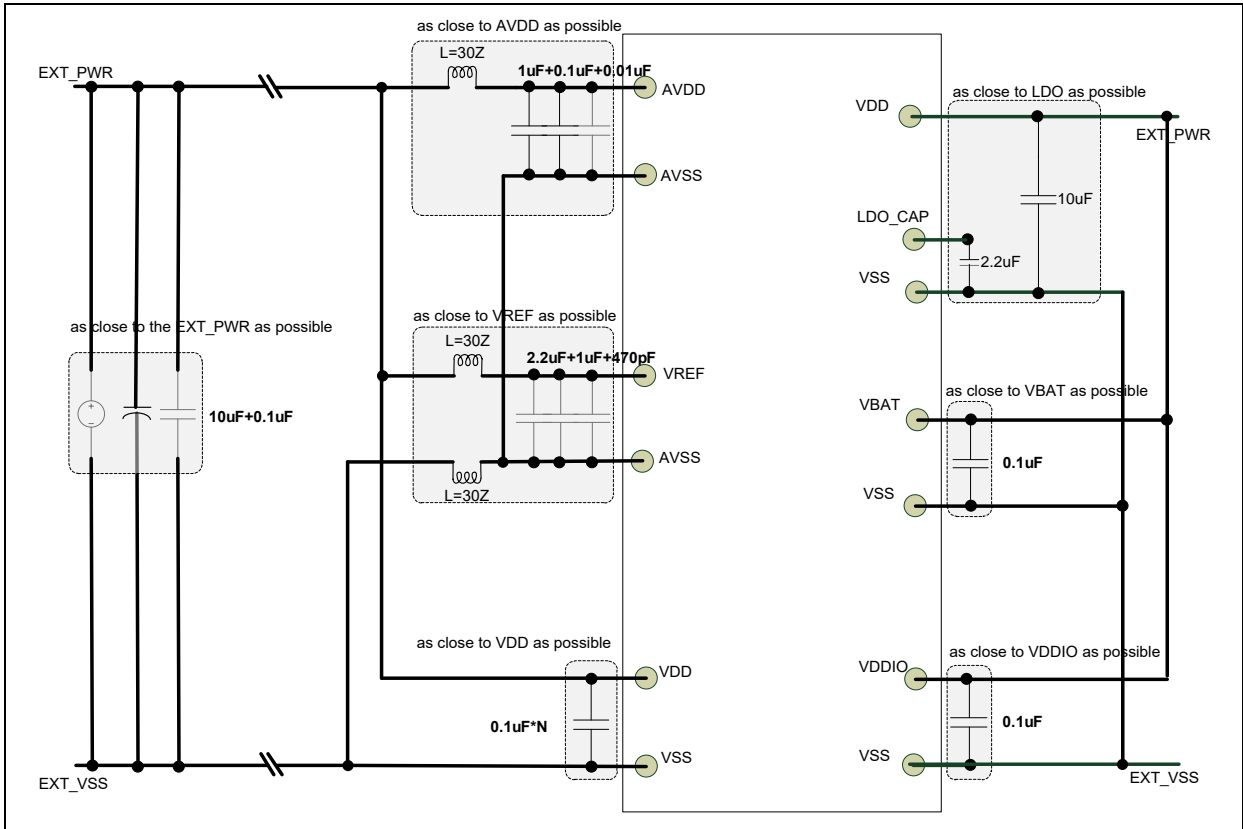 as close to AVDD as possible
L=30Z
EXT_PWR
1uF+0.1uF+0.01uF
AVDD
AVSS
as close to the EXT_PWR as possible
+
-
10uF+0.1uF
as close to VREF as possible
L=30Z
2.2uF+1uF+470pF
VREF
AVSS
L=30Z
as close to VDD as possible
VDD
0.1uF*N
VSS
EXT_VSS
as close to LDO as possible
VDD
EXT_PWR
10uF
LDO_CAP
2.2uF
VSS
as close to VBAT as possible
VBAT
0.1uF
VSS
as close to VDDIO as possible
VDDIO
0.1uF
VSS
EXT_VSS